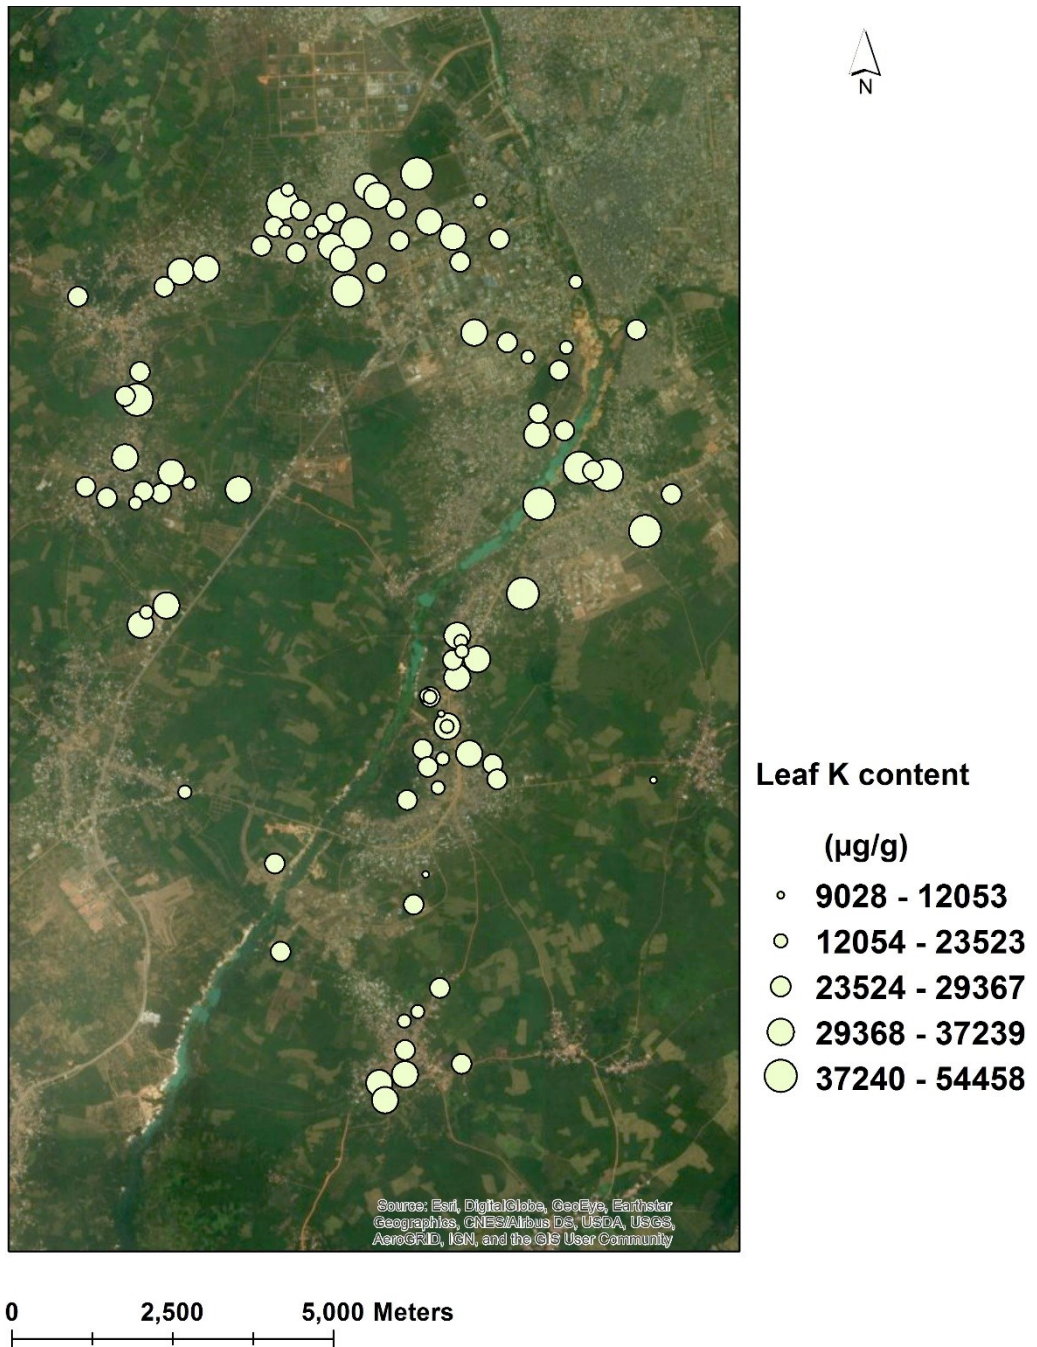 N
Leaf K content
(µg/g)
9028 - 12053
12054 - 23523
23524 - 29367
29368 - 37239
37240 - 54458
Source: Esri, DigitalGlobe, GeoEye, Earthstar
Geographics, CNES/Airbus DS, USDA, USGS,
AeroGRID, IGN, and the GIS User Community
0 2,500 5,000 Meters